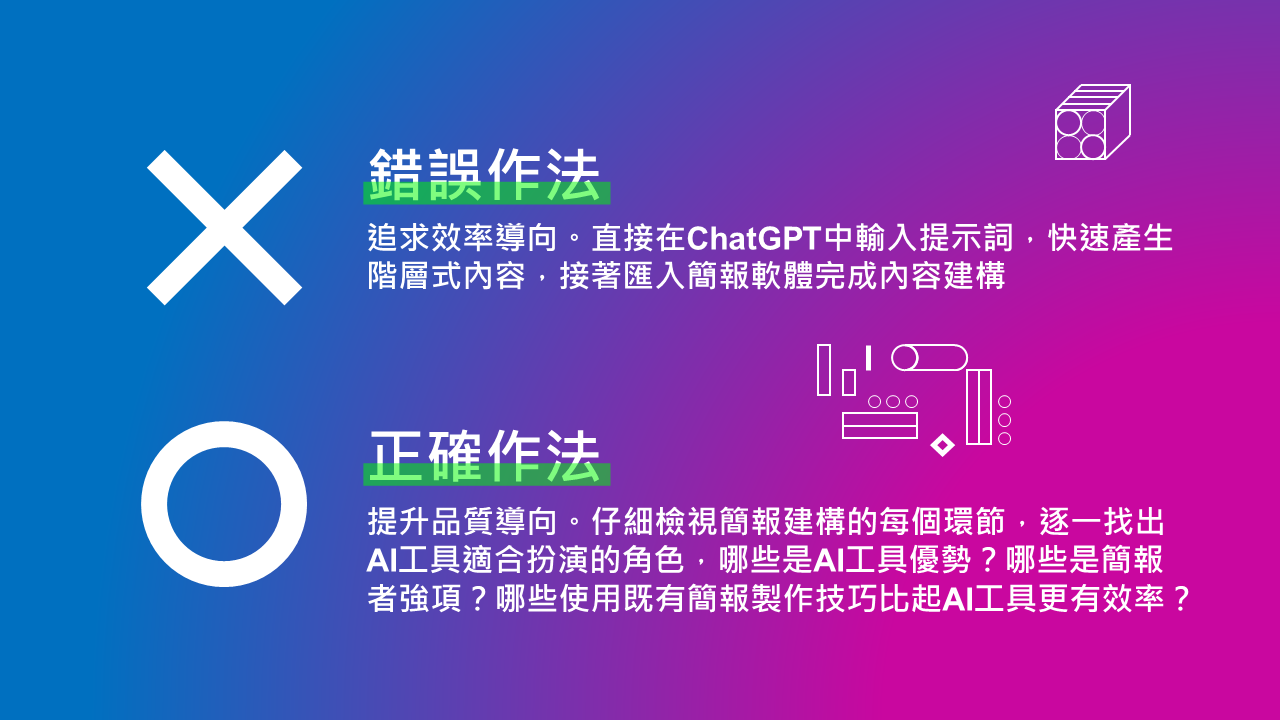 錯誤作法
追求效率導向。直接在ChatGPT中輸入提示詞，快速產生
階層式內容，接著匯入簡報軟體完成內容建構
正確作法
提升品質導向。仔細檢視簡報建構的每個環節，逐一找出
AI工具適合扮演的角色，哪些是AI工具優勢？哪些是簡報
者強項？哪些使用既有簡報製作技巧比起AI工具更有效率？